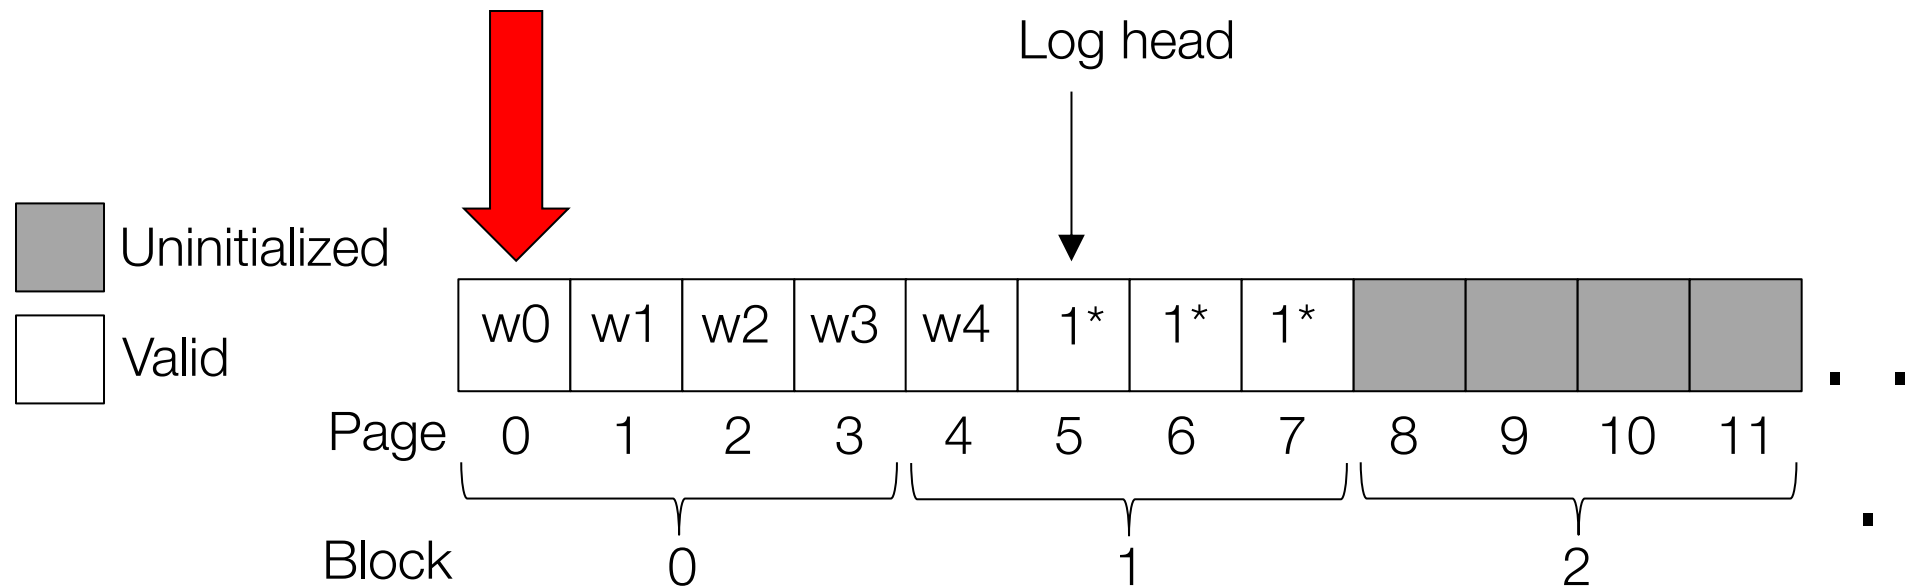 Log head
Uninitialized
Valid
w0 w1 w2 w3 w4 1* 1* 1*
. .
Page 0 1 2 3 4 5 6 7 8 9 10 11
.
Block 0 1 2